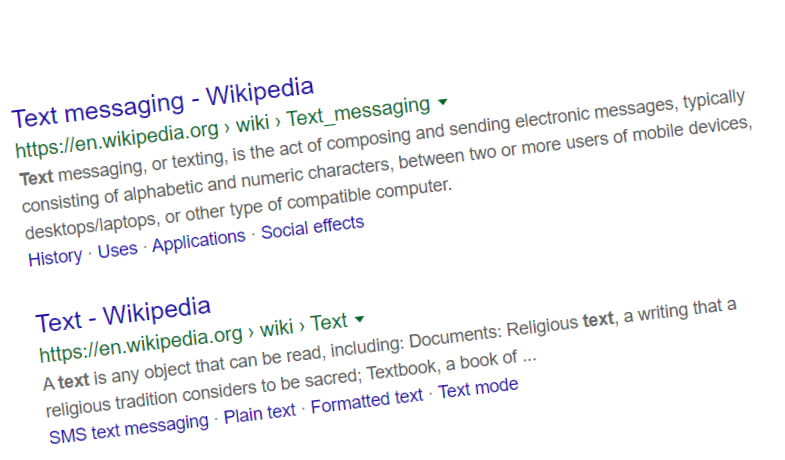 Text messaging - Wikipedia
https://en.wikipedia.org › wiki › Text_messaging
Text messaging, or texting, is the act of composing and sending electronic messages, typically
consisting of alphabetic and numeric characters, between two or more users of mobile devices,
desktops/laptops, or other type of compatible computer.
History · Uses · Applications · Social effects
Text - Wikipedia
https://en.wikipedia.org › wiki › Text
A text is any object that can be read, including: Documents: Religious text, a writing that a
religious tradition considers to be sacred; Textbook, a book of ...
SMS text messaging · Plain text · Formatted text · Text mode